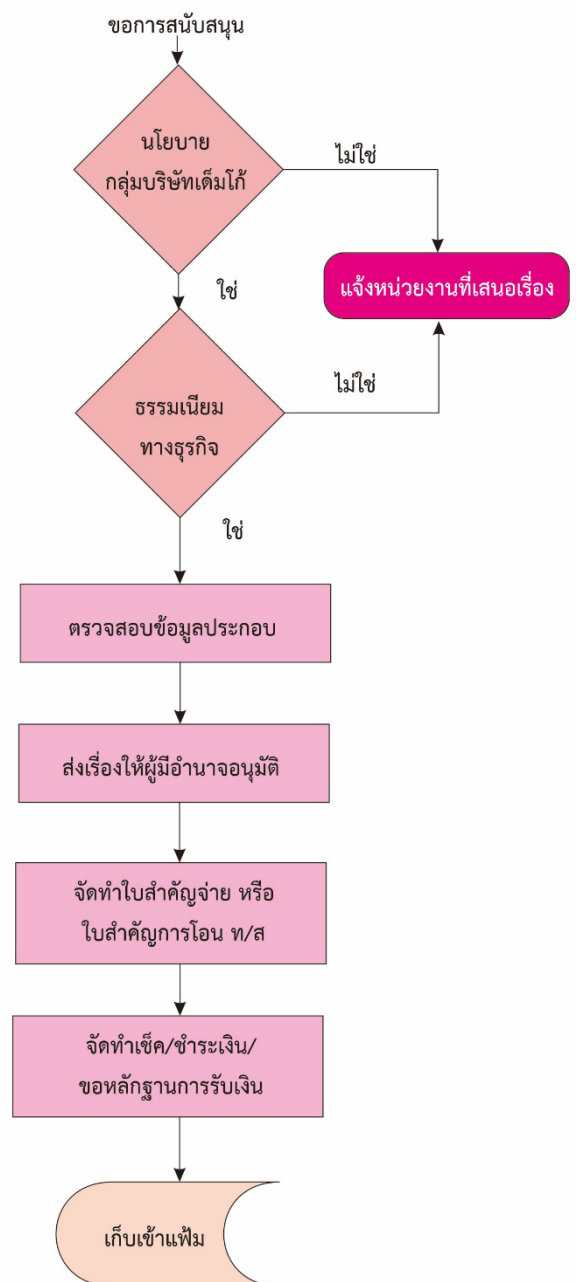 ขอการสนับสนุน
นโยบาย
กลุ่มบริษัทเด็มโก้
ไม่ใช่
แจ้งหน่วยงานที่เสนอเรื่อง
ใช่
ธรรมเนียม
ทางธุรกิจ
ไม่ใช่
ใช่
ตรวจสอบข้อมูลประกอบ
ส่งเรื่องให้ผู้มีอำนาจอนุมัติ
จัดทำใบสำคัญจ่าย หรือ
ใบสำคัญการโอน ท/ส
จัดทำเช็ค/ชำระเงิน/
ขอหลักฐานการรับเงิน
เก็บเข้าแฟ้ม